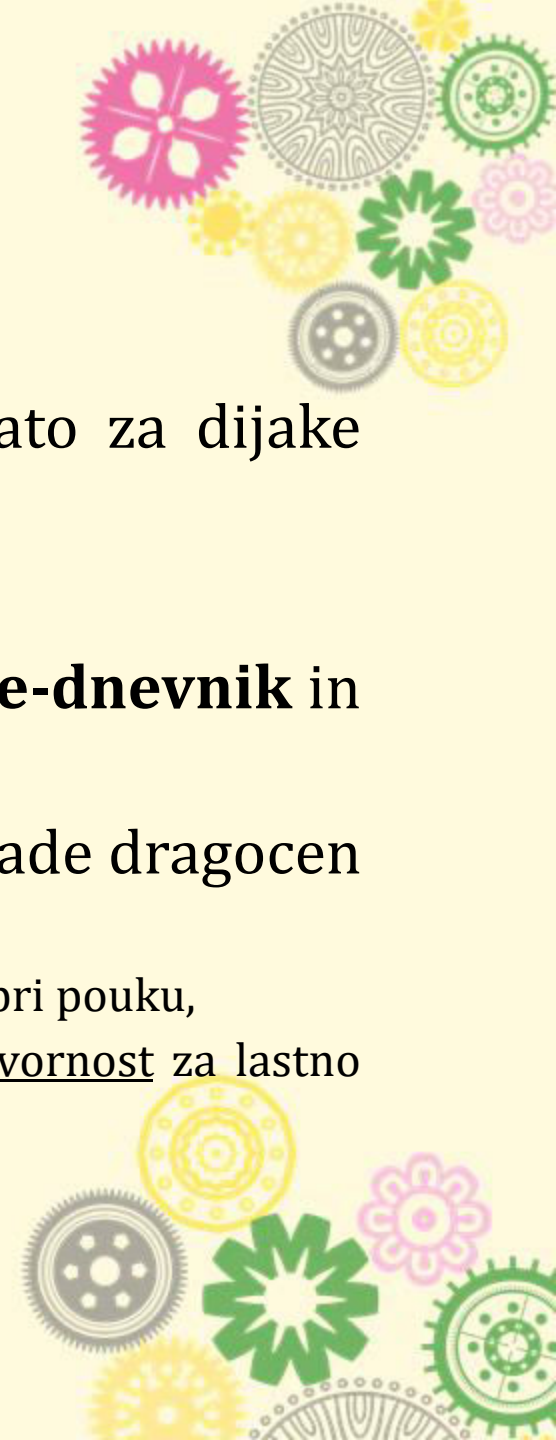 ato za dijake
e-dnevnik in
ade dragocen
pri pouku,
vornost za lastno